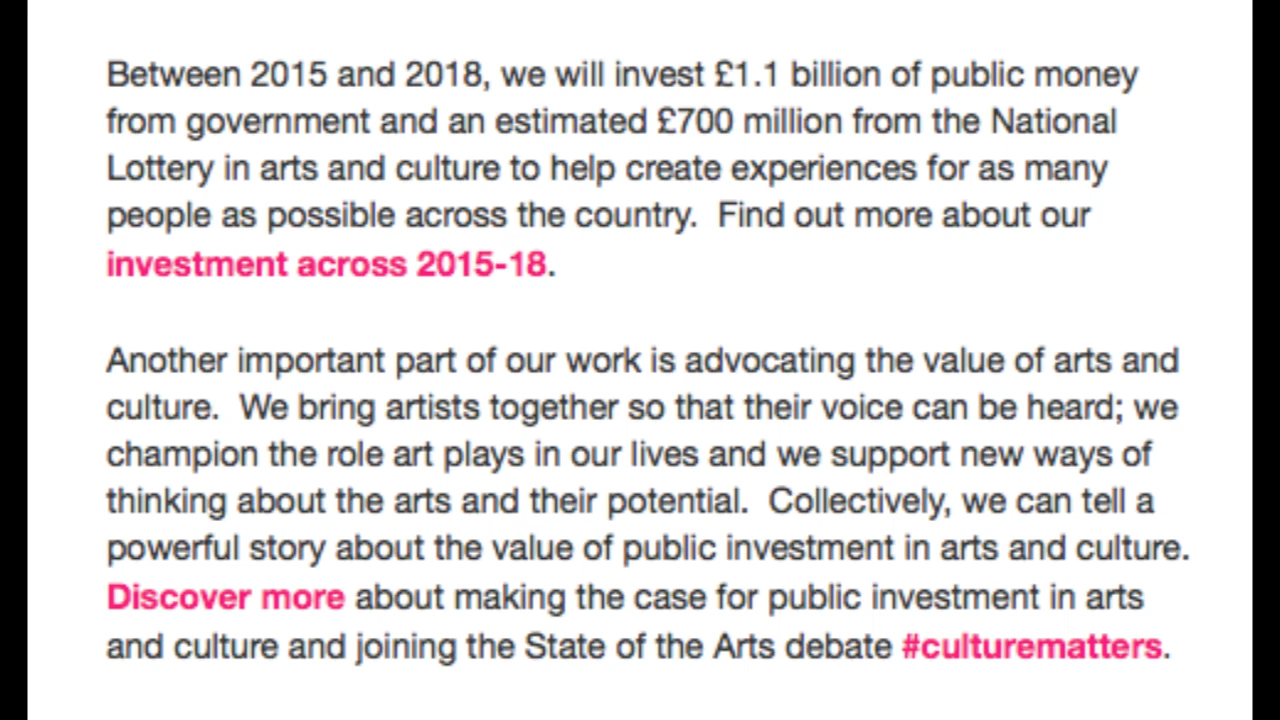 Between 2015 and 2018, we will invest £1.1 billion of public money
from government and an estimated £700 million from the National
Lottery in arts and culture to help create experiences for as many
people as possible across the country.  Find out more about our
investment across 2015-18.
Another important part of our work is advocating the value of arts and
culture.  We bring artists together so that their voice can be heard; we
champion the role art plays in our lives and we support new ways of
thinking about the arts and their potential.  Collectively, we can tell a
powerful story about the value of public investment in arts and culture.
Discover more about making the case for public investment in arts
and culture and joining the State of the Arts debate #culturematters.